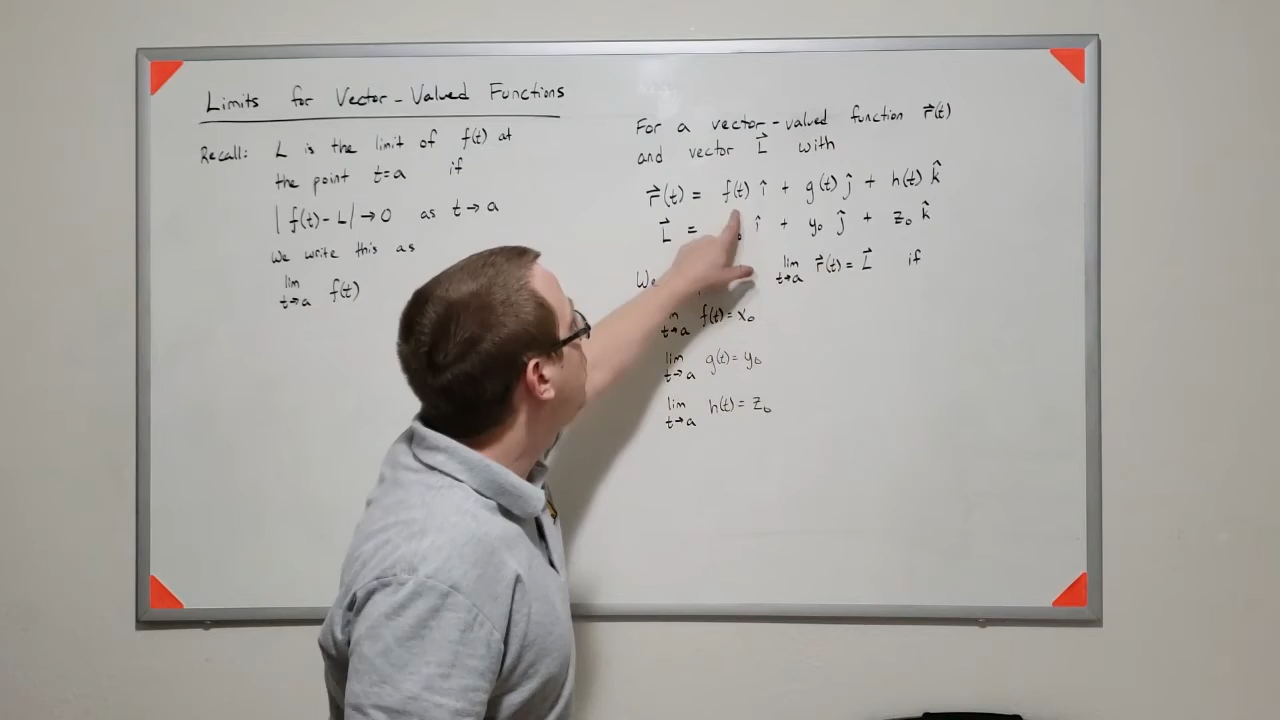 Limits for Vector-Valued Functions
Recall: L is the limit of f(t) at
the point t=a if
|f(t)-L|→0 as t→a
We write this as
lim t→a f(t)
For a vector-valued function r⃗(t)
and vector L⃗ with
r⃗(t) = f(t) î + g(t) ĵ + h(t) k̂
L⃗ = ₀ î + y₀ ĵ + z₀ k̂
We lim t→a r⃗(t) = L⃗ if
t→a f(t) = x₀
lim t→a g(t) = y₀
lim t→a h(t) = z₀